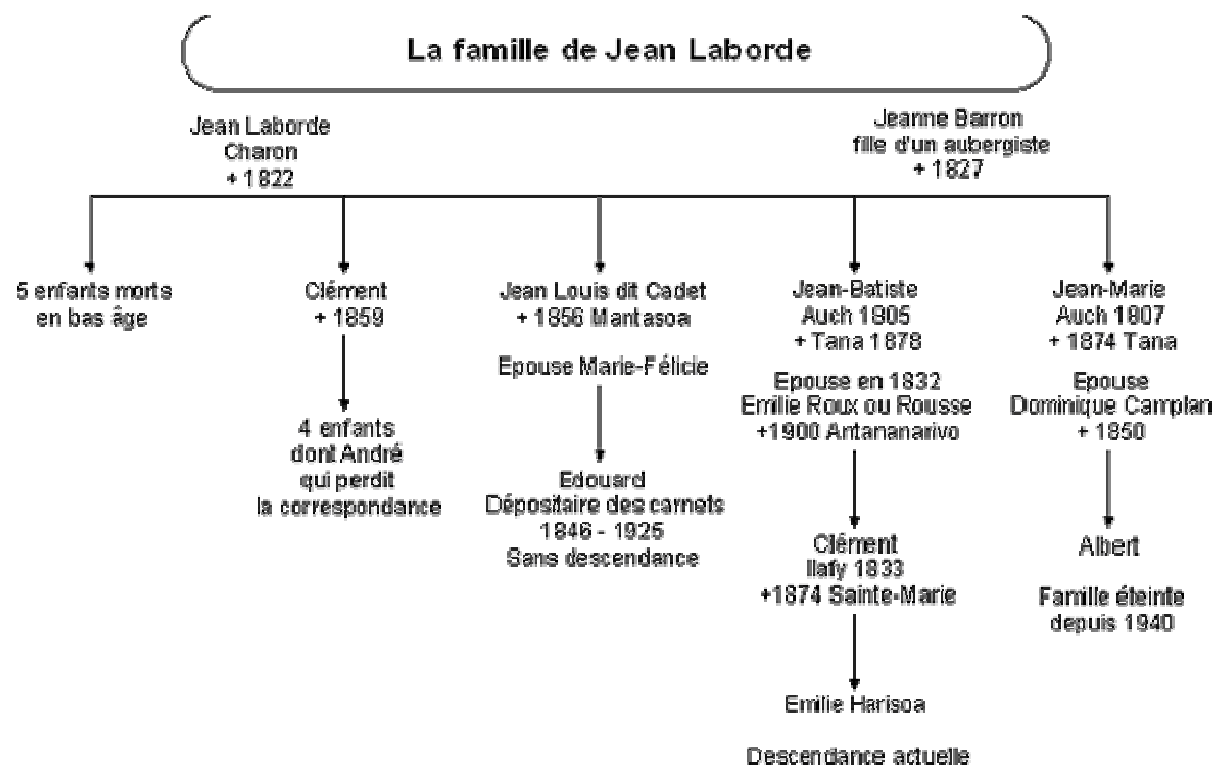 La famille de Jean Laborde
Jean Laborde
Charon
+ 1822
Jeanne Barron
fille d'un aubergiste
+ 1827
5 enfants morts
en bas âge
Clément
+ 1859
4 enfants
dont André
qui perdit
la correspondance
Jean Louis dit Cadet
+ 1856 Mantasoa
Epouse Marie-Félicie
Edouard
Dépositaire des carnets
1846 - 1925
Sans descendance
Jean-Batiste
Auch 1805
+ Tana 1878
Epouse en 1832
Emilie Roux ou Rousse
+1900 Antananarivo
Clément
Ilafy 1833
+1874 Sainte-Marie
Emilie Harisoa
Descendance actuelle
Jean-Marie
Auch 1807
+ 1874 Tana
Epouse
Dominique Camplan
+ 1850
Albert
Famille éteinte
depuis 1940